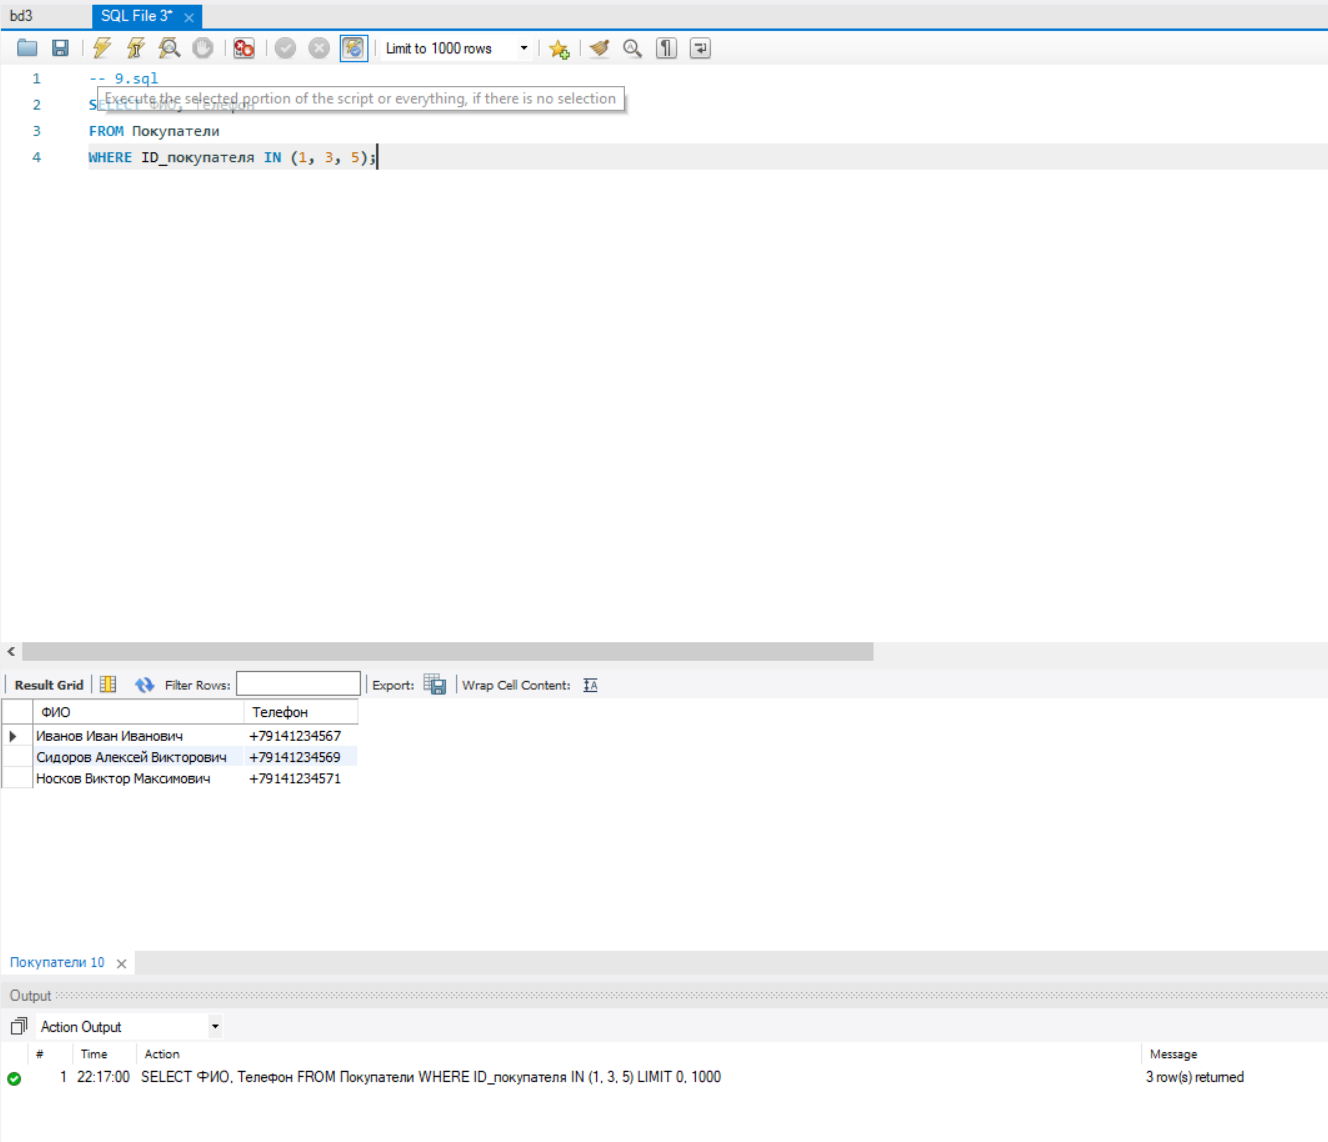 bd3
SQL File 3*
Limit to 1000 rows
1 -- 9.sql
Execute the selected portion of the script or everything, if there is no selection
2 SELECT ФИО, Телефон
3 FROM Покупатели
4 WHERE ID_покупателя IN (1, 3, 5);
Result Grid Filter Rows: Export: Wrap Cell Content:
ФИО Телефон
Иванов Иван Иванович +79141234567
Сидоров Алексей Викторович +79141234569
Носков Виктор Максимович +79141234571
Покупатели 10
Output
Action Output
# Time Action Message
1 22:17:00 SELECT ФИО, Телефон FROM Покупатели WHERE ID_покупателя IN (1, 3, 5) LIMIT 0, 1000 3 row(s) returned